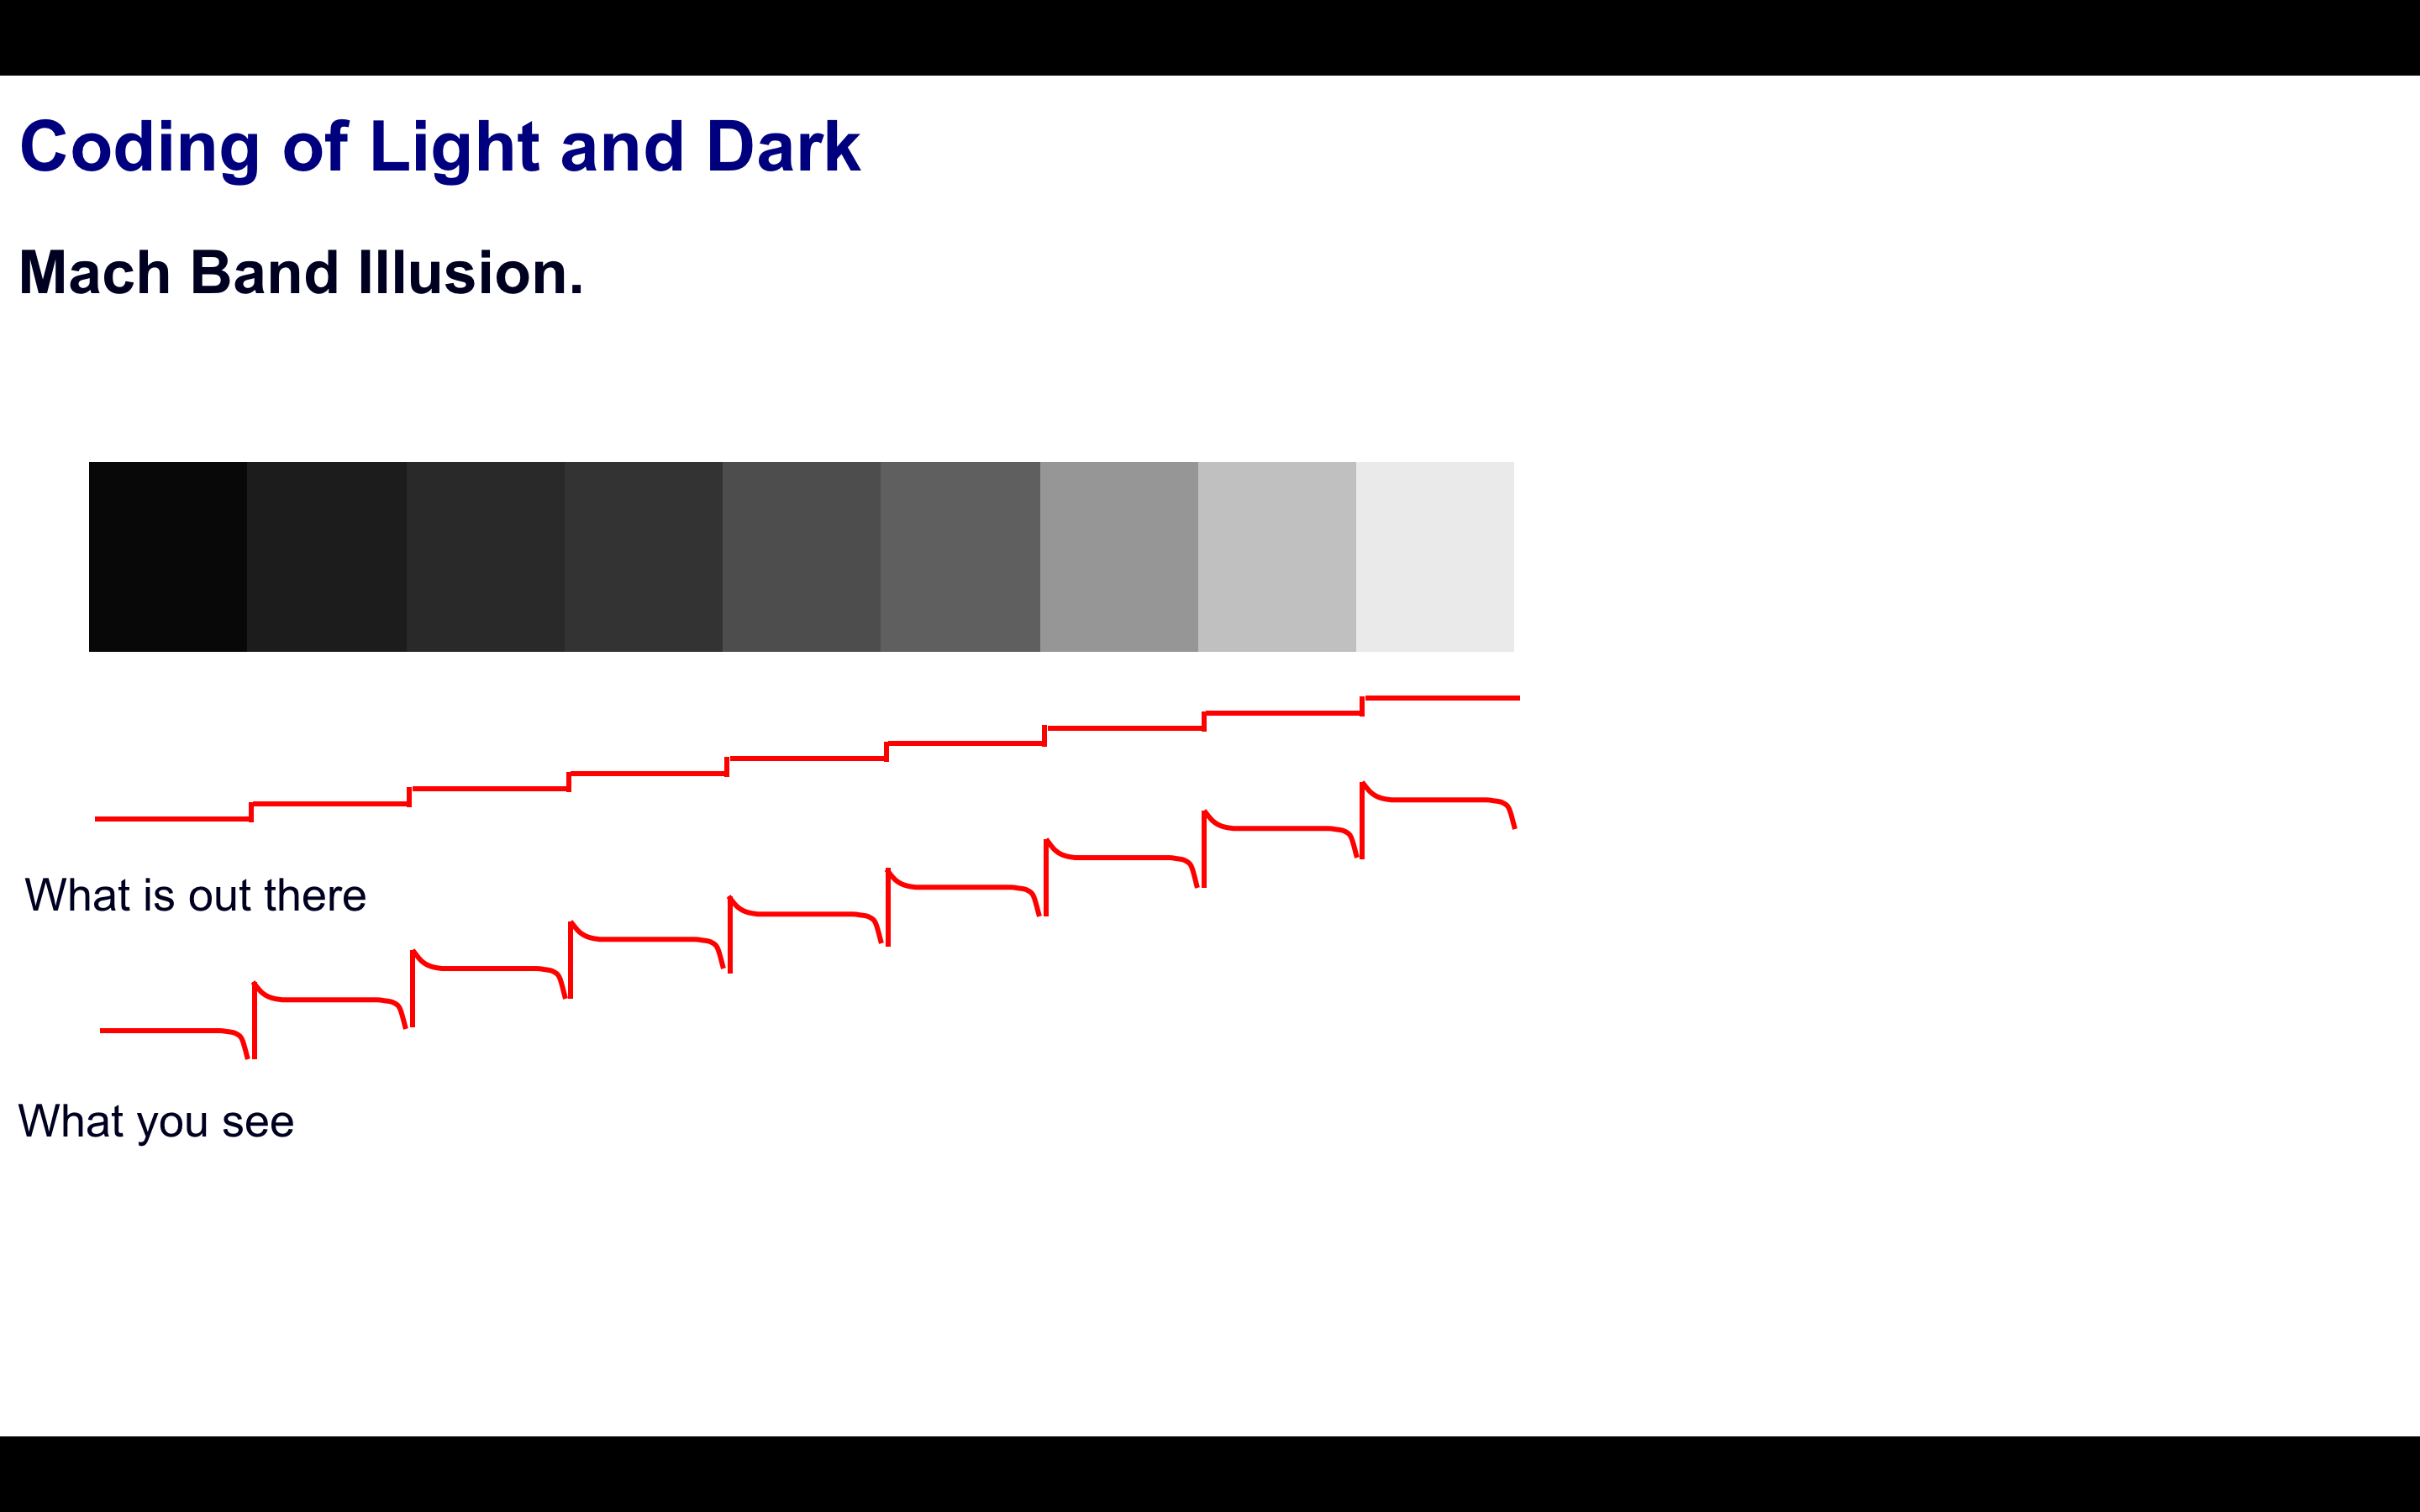 Coding of Light and Dark
Mach Band Illusion.
What is out there
What you see